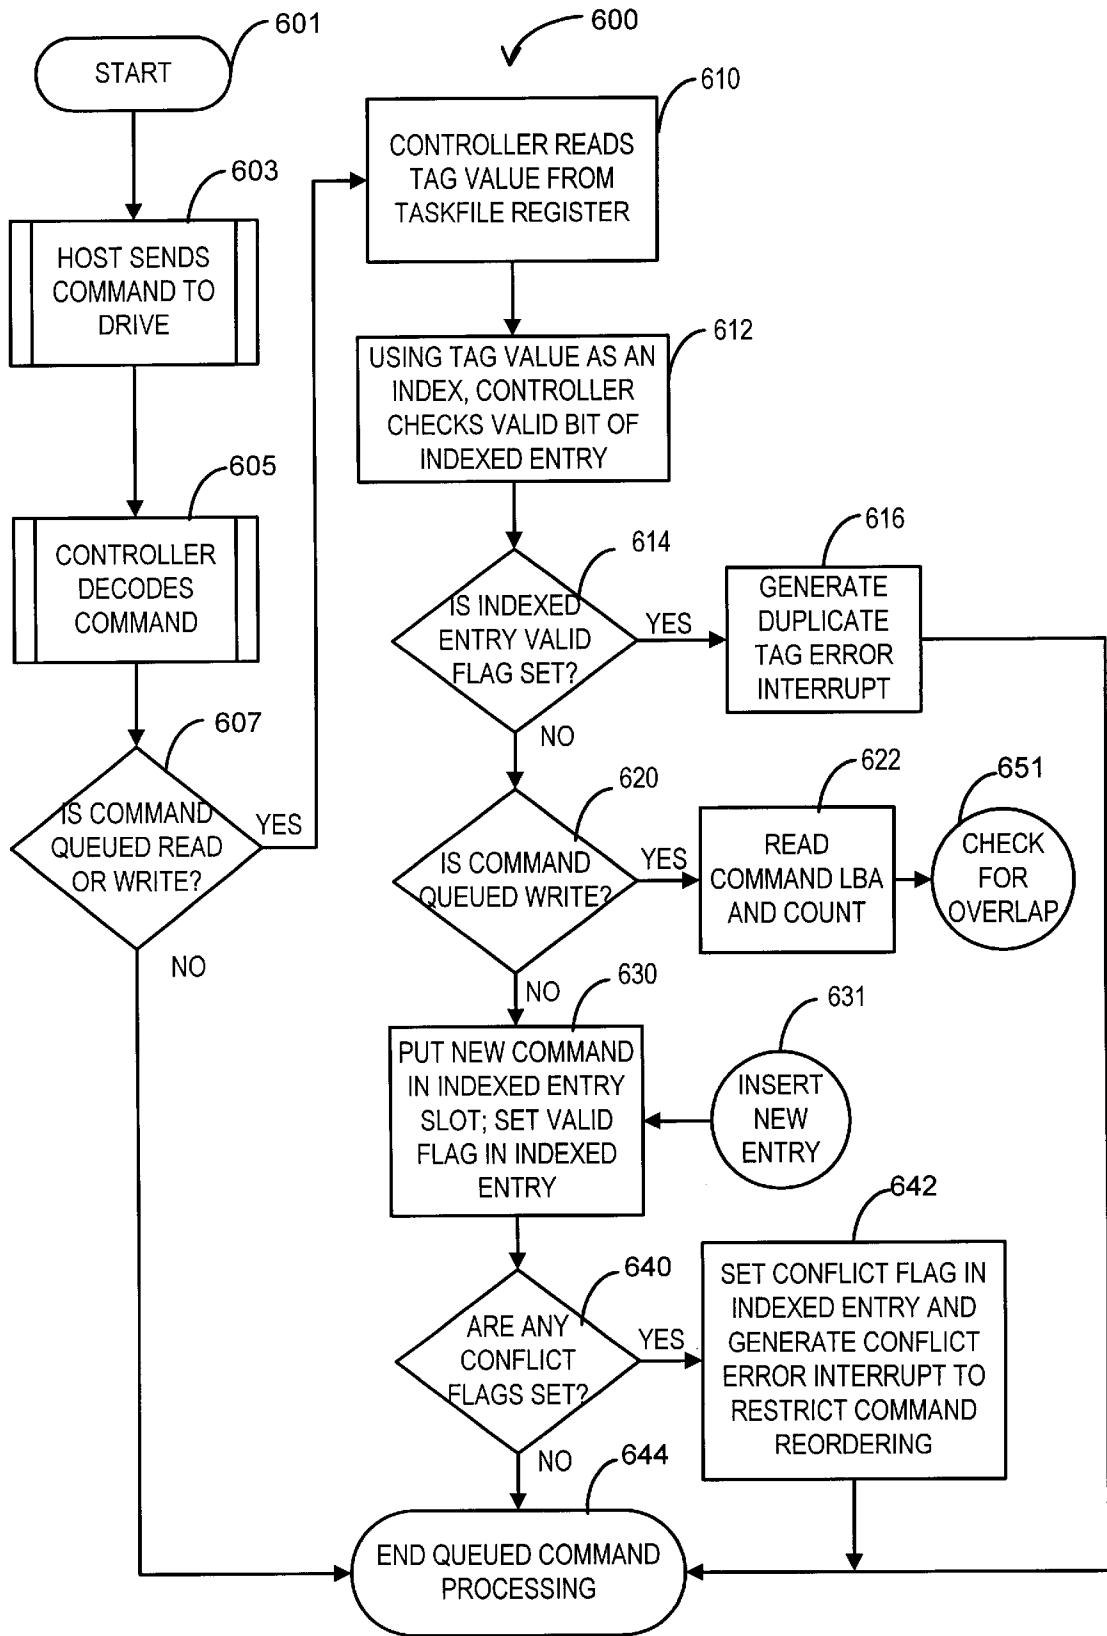 601
START
603
HOST SENDS
COMMAND TO
DRIVE
605
CONTROLLER
DECODES
COMMAND
607
IS COMMAND
QUEUED READ
OR WRITE?
YES
NO
600
610
CONTROLLER READS
TAG VALUE FROM
TASKFILE REGISTER
612
USING TAG VALUE AS AN
INDEX, CONTROLLER
CHECKS VALID BIT OF
INDEXED ENTRY
614
IS INDEXED
ENTRY VALID
FLAG SET?
YES
NO
616
GENERATE
DUPLICATE
TAG ERROR
INTERRUPT
620
IS COMMAND
QUEUED WRITE?
YES
NO
622
READ
COMMAND LBA
AND COUNT
651
CHECK
FOR
OVERLAP
630
PUT NEW COMMAND
IN INDEXED ENTRY
SLOT; SET VALID
FLAG IN INDEXED
ENTRY
631
INSERT
NEW
ENTRY
640
ARE ANY
CONFLICT
FLAGS SET?
YES
NO
642
SET CONFLICT FLAG IN
INDEXED ENTRY AND
GENERATE CONFLICT
ERROR INTERRUPT TO
RESTRICT COMMAND
REORDERING
644
END QUEUED COMMAND
PROCESSING